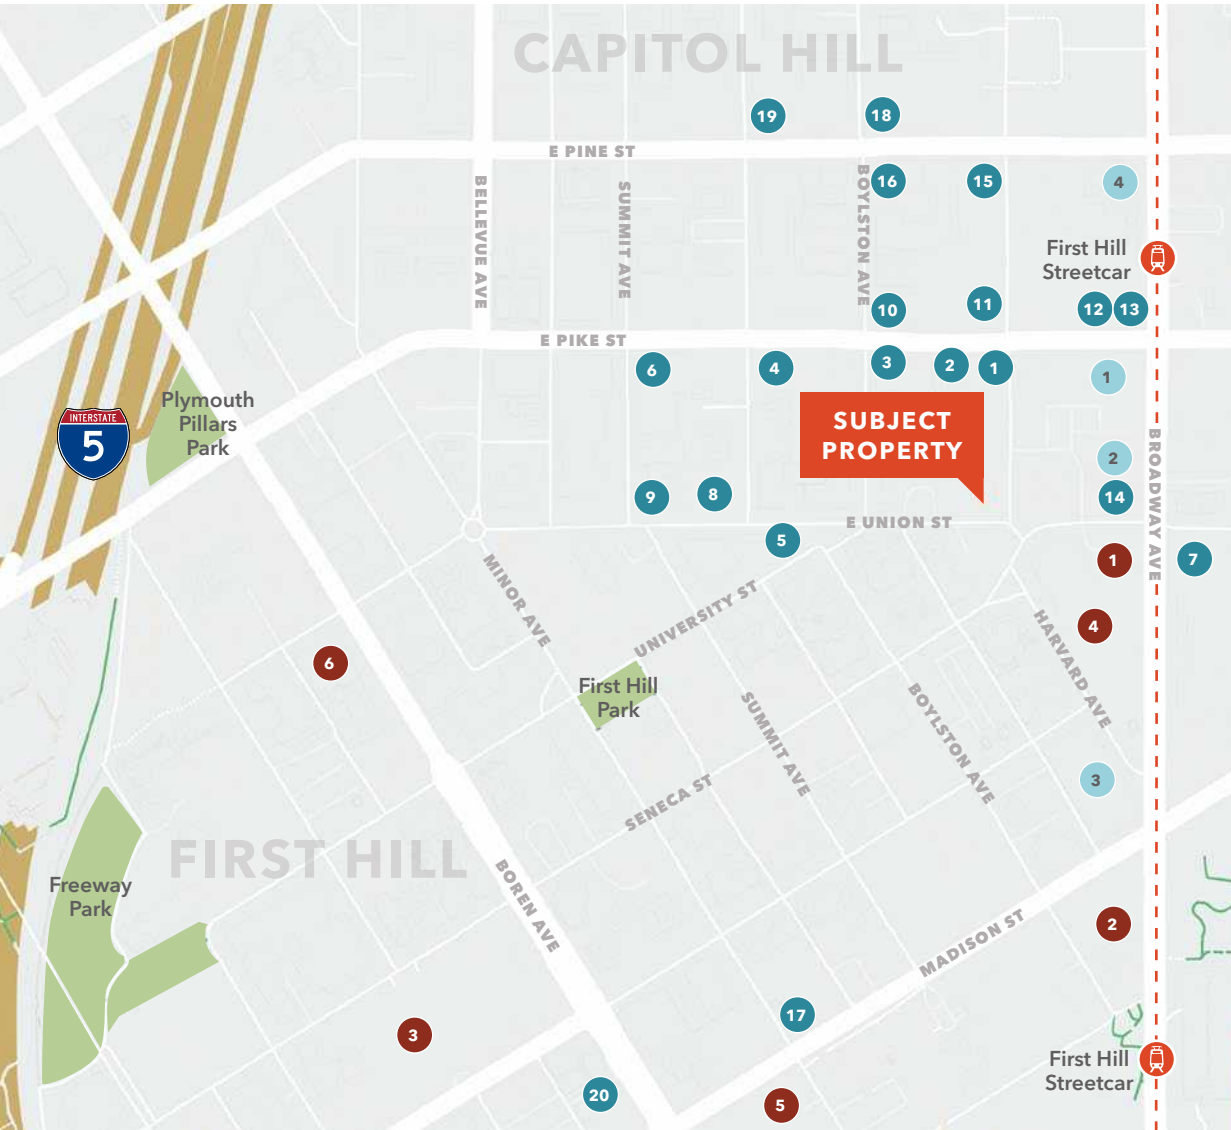 CAPITOL HILL
19
18
E PINE ST
BELLEVUE AVE
SUMMIT AVE
BOYLSTON AVE
16
15
4
First Hill
Streetcar
10
11
12
13
E PIKE ST
6
4
3
2
1
1
Plymouth
Pillars
Park
INTERSTATE
5
SUBJECT
PROPERTY
2
BROADWAY AVE
9
8
14
E UNION ST
5
1
7
MINOR AVE
UNIVERSITY ST
HARVARD AVE
4
6
First Hill
Park
SUMMIT AVE
BOYLSTON AVE
3
SENECA ST
FIRST HILL
Freeway
Park
BOREN AVE
MADISON ST
2
3
17
First Hill
Streetcar
20
5